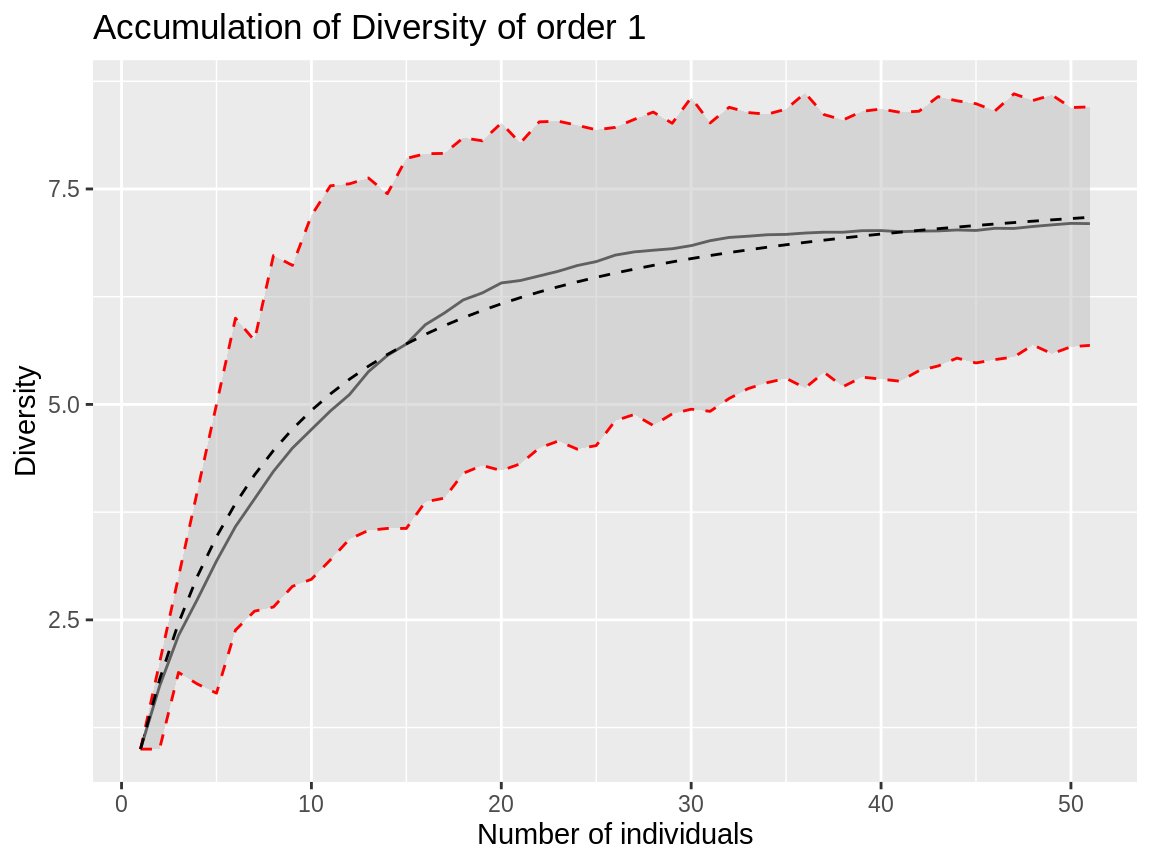 Accumulation of Diversity of order 1
Diversity
7.5
5.0
2.5
0 10 20 30 40 50
Number of individuals